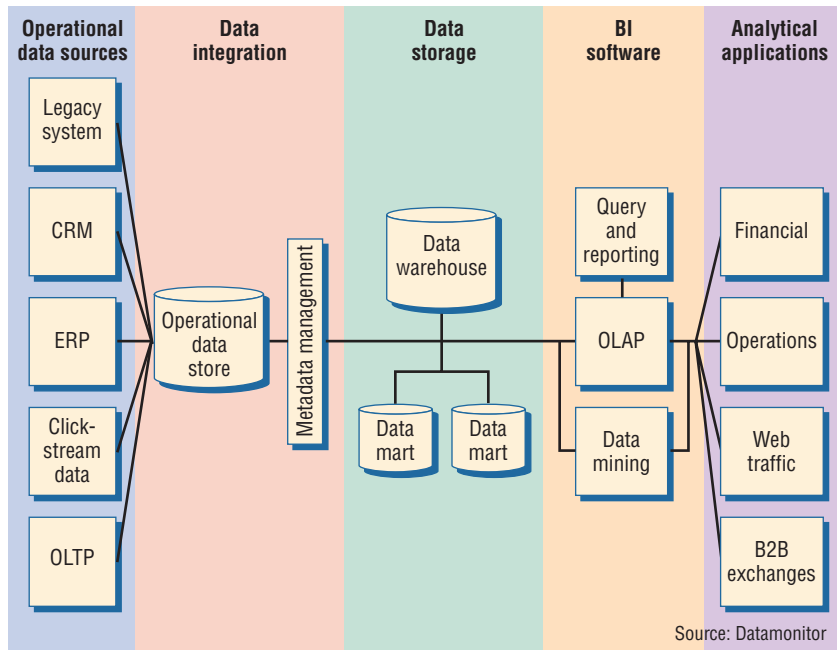 Operational
data sources
Data
integration
Data
storage
BI
software
Analytical
applications
Legacy
system
CRM
ERP
Click-
stream
data
OLTP
Operational
data
store
Metadata management
Data
warehouse
Data
mart
Data
mart
Query
and
reporting
OLAP
Data
mining
Financial
Operations
Web
traffic
B2B
exchanges
Source: Datamonitor